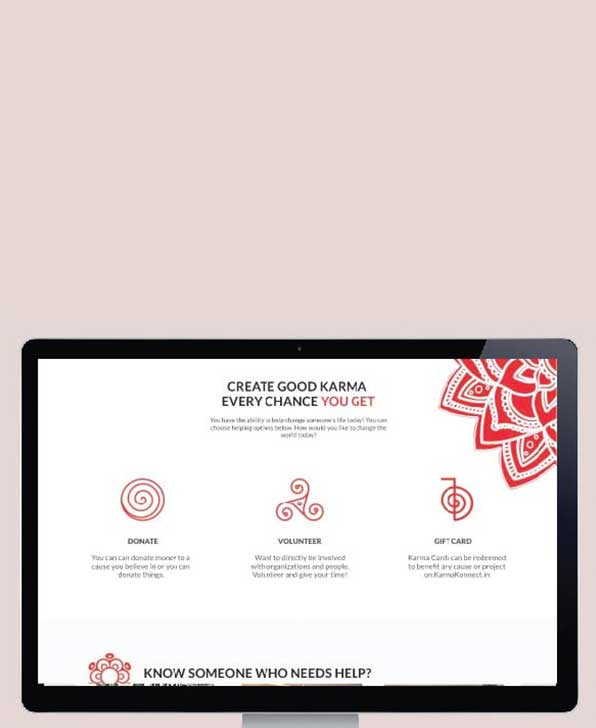 CREATE GOOD KARMA
EVERY CHANCE YOU GET
You have the ability to help change someone's life today! You can
choose helping options below. How would you like to change the
world today?
DONATE
VOLUNTEER
GIFT CARD
You can can donate money to a
cause you believe in or you can
donate things.
Want to directly be involved
with organizations and people.
Volunteer and give your time!
Karma Cards can be redeemed
to benefit any cause or project
on KarmaKonnect.in
KNOW SOMEONE WHO NEEDS HELP?